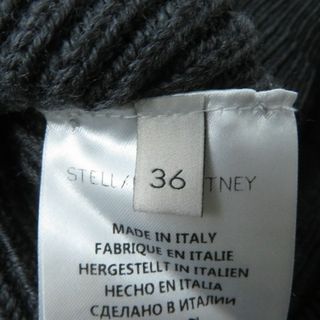 STELL 36 TNEY
MADE IN ITALY
FABRIQUE EN ITALIE
HERGESTELLT IN ITALIEN
HECHO EN ITALIA
СДЕЛАНО В ИТАЛИИ